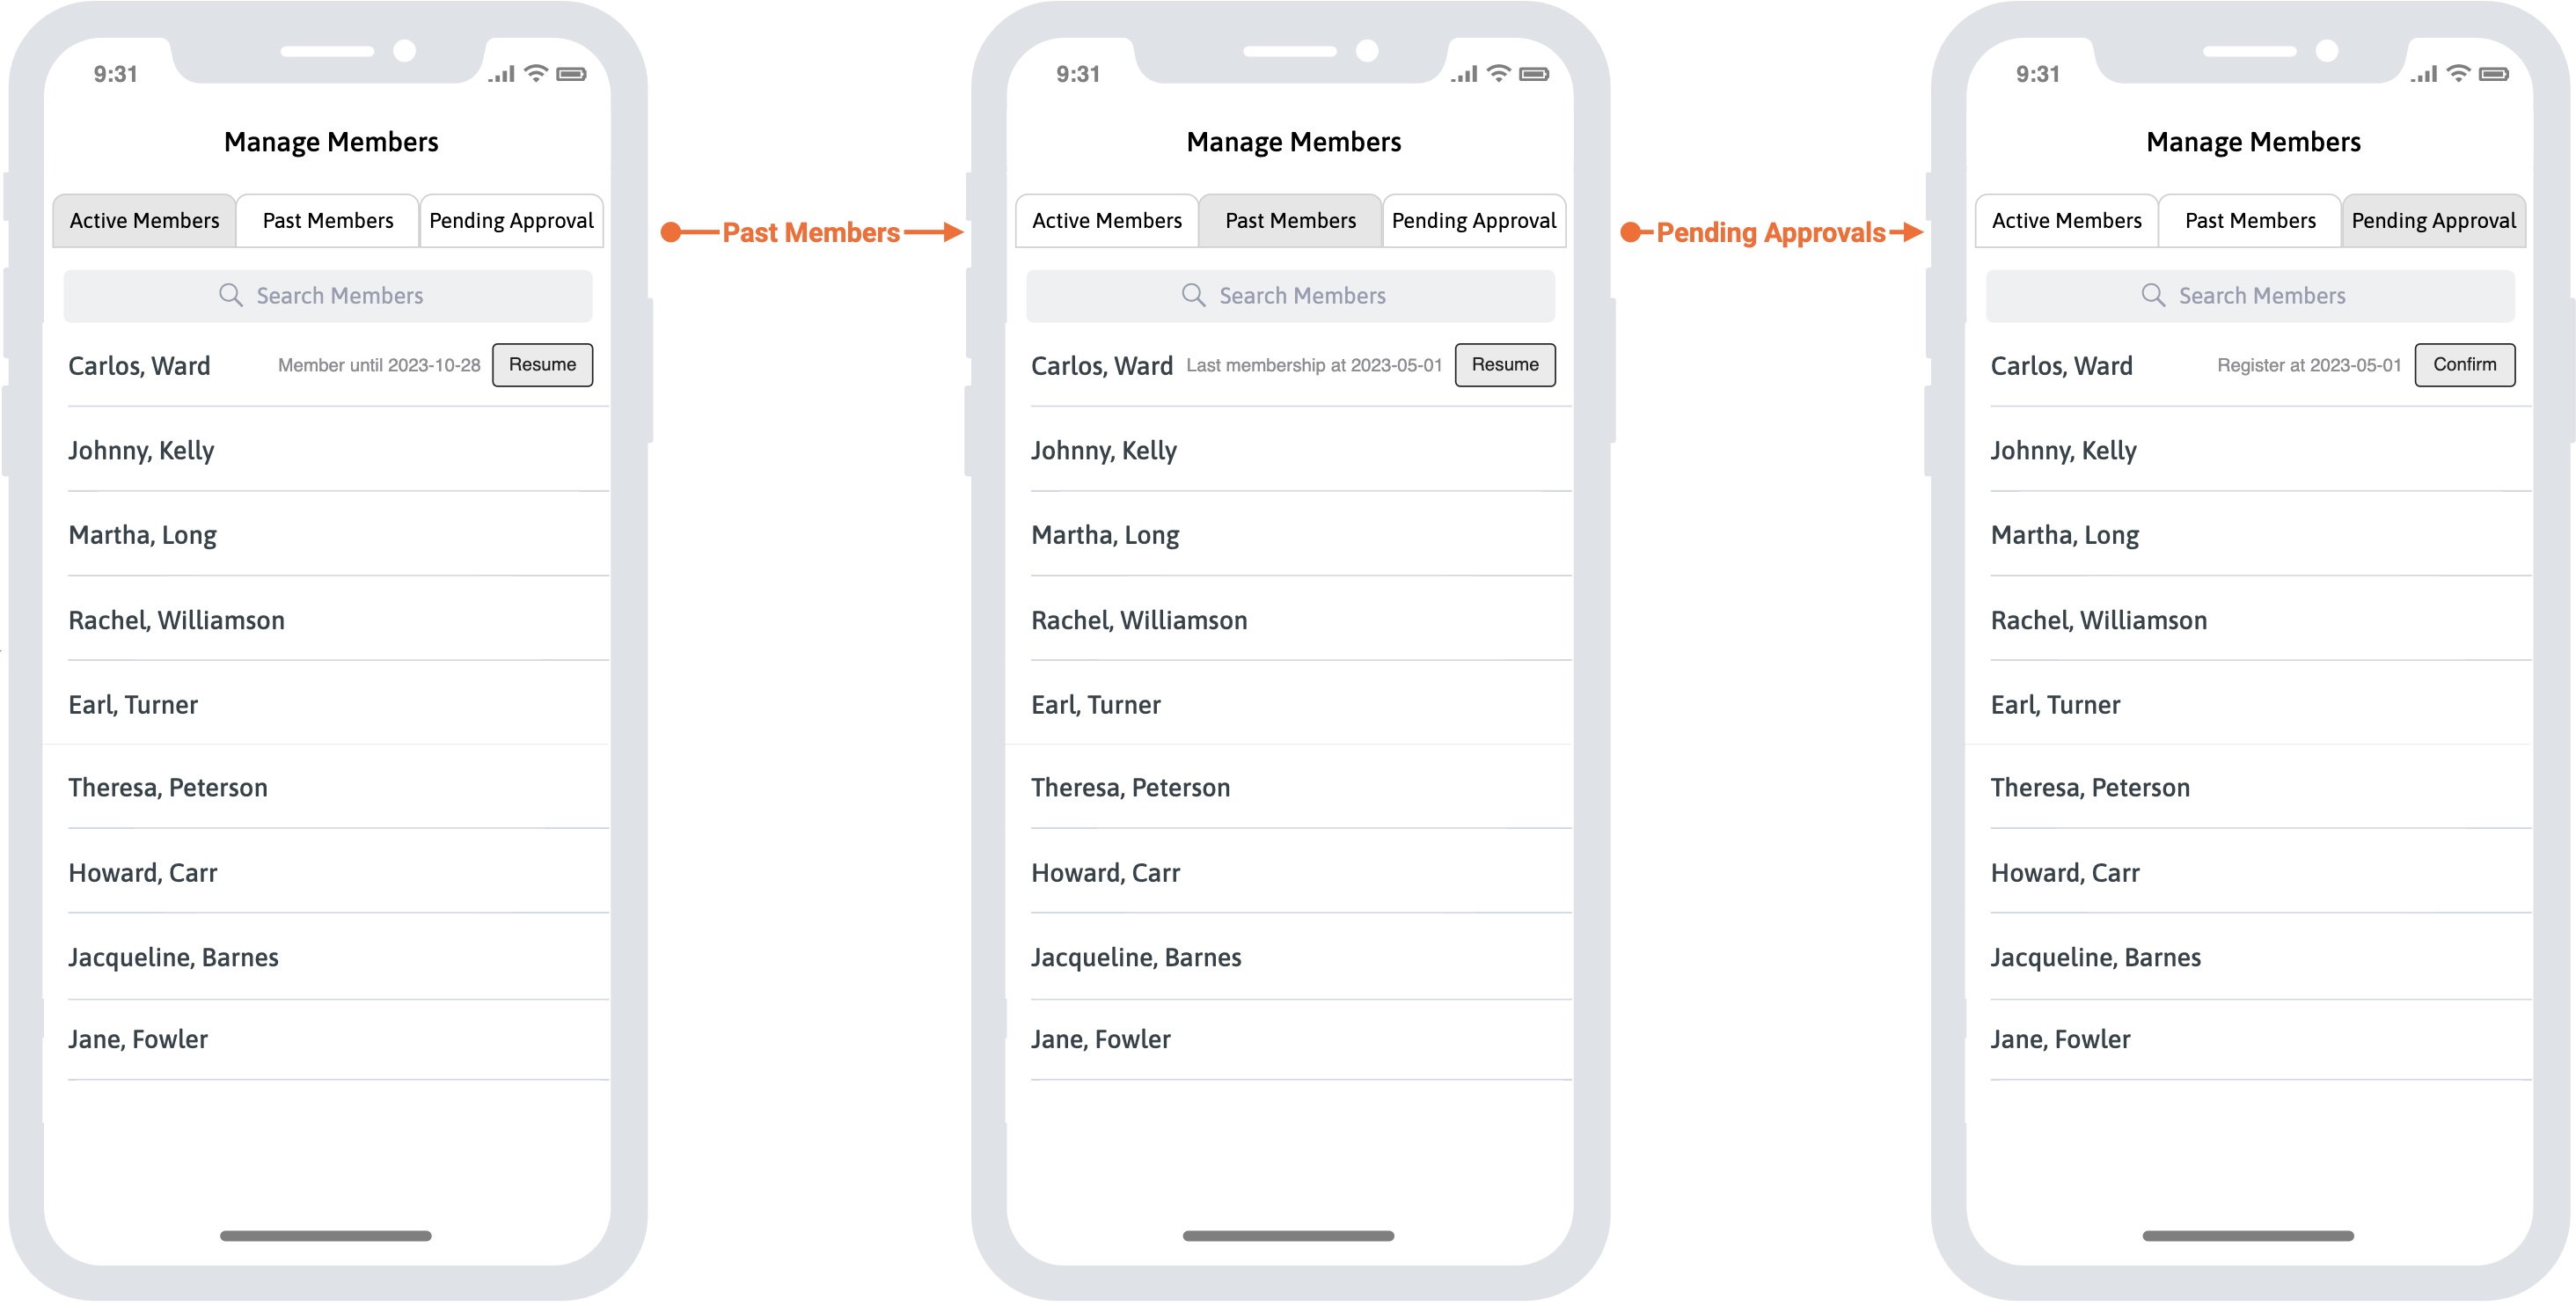 9:31
Manage Members
Active Members Past Members Pending Approval
Search Members
Carlos, Ward Member until 2023-10-28 Resume
Johnny, Kelly
Martha, Long
Rachel, Williamson
Earl, Turner
Theresa, Peterson
Howard, Carr
Jacqueline, Barnes
Jane, Fowler
Past Members
9:31
Manage Members
Active Members Past Members Pending Approval
Search Members
Carlos, Ward Last membership at 2023-05-01 Resume
Johnny, Kelly
Martha, Long
Rachel, Williamson
Earl, Turner
Theresa, Peterson
Howard, Carr
Jacqueline, Barnes
Jane, Fowler
Pending Approvals
9:31
Manage Members
Active Members Past Members Pending Approval
Search Members
Carlos, Ward Register at 2023-05-01 Confirm
Johnny, Kelly
Martha, Long
Rachel, Williamson
Earl, Turner
Theresa, Peterson
Howard, Carr
Jacqueline, Barnes
Jane, Fowler